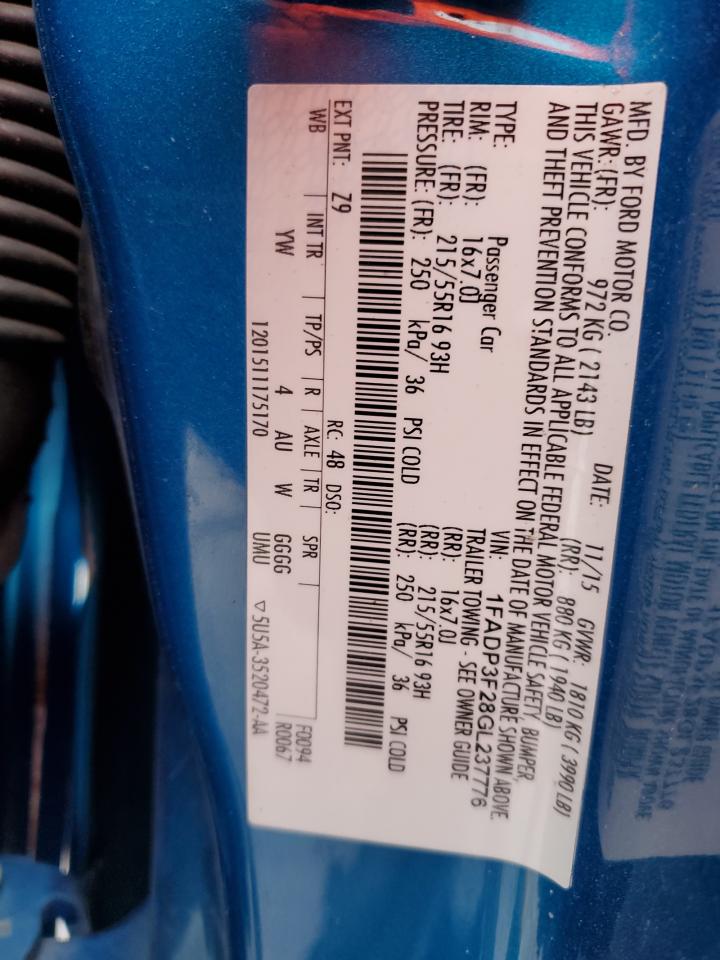 MFD. BY FORD MOTOR CO. DATE: 11/15 GVWR: 1810 KG ( 3990 LB)
GAWR: (FR): 972 KG ( 2143 LB) (RR): 880 KG ( 1940 LB)
THIS VEHICLE CONFORMS TO ALL APPLICABLE FEDERAL MOTOR VEHICLE SAFETY, BUMPER,
AND THEFT PREVENTION STANDARDS IN EFFECT ON THE DATE OF MANUFACTURE SHOWN ABOVE.
VIN: 1FADP3F28GL237776
TYPE: Passenger Car TRAILER TOWING - SEE OWNER GUIDE
RIM: (FR): 16x7.0J (RR): 16x7.0J
TIRE: (FR): 215/55R16 93H (RR): 215/55R16 93H
PRESSURE: (FR): 250 kPa/ 36 PSI COLD (RR): 250 kPa/ 36 PSI COLD
EXT PNT: Z9 RC: 48 DSO: F0094
WB INT TR TP/PS R AXLE TR SPR R0067
YW 4 AU W GGGG
1201511175170 UMU ▽5U5A-3520472-AA